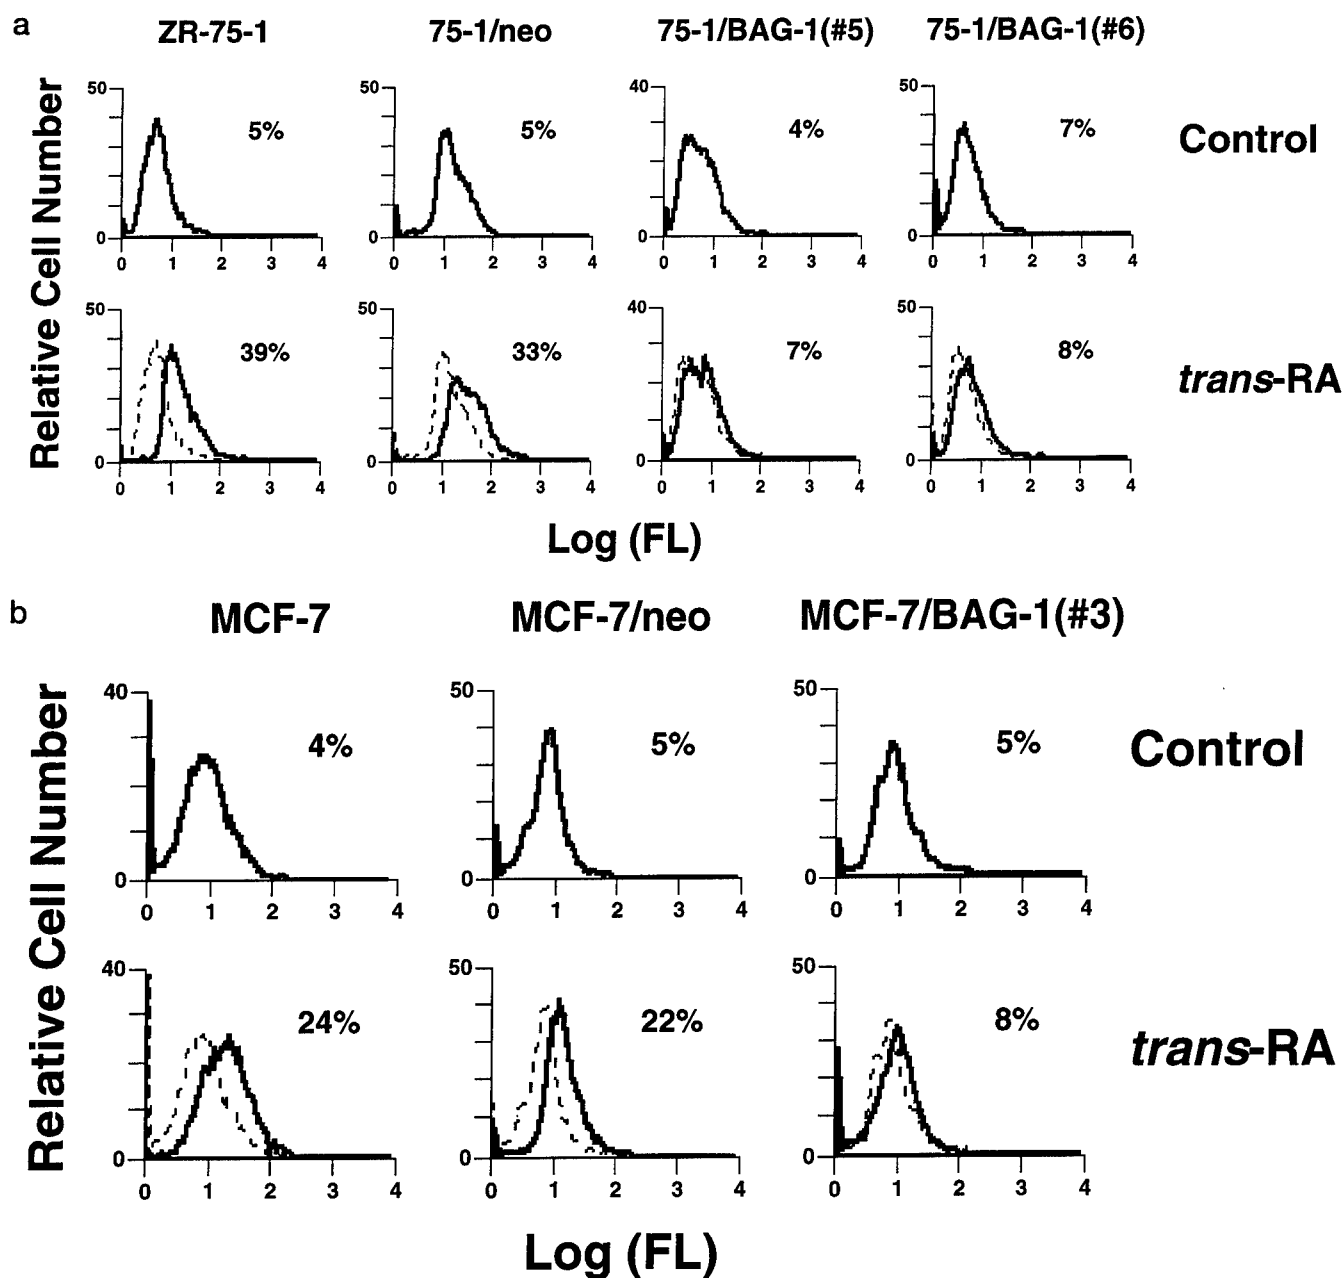 a
ZR-75-1 75-1/neo 75-1/BAG-1(#5) 75-1/BAG-1(#6)
Relative Cell Number
50 50 40 50
5% 5% 4% 7%
Control
0 0 0 0
0 1 2 3 4 0 1 2 3 4 0 1 2 3 4 0 1 2 3 4
50 50 40 50
39% 33% 7% 8%
trans-RA
0 0 0 0
0 1 2 3 4 0 1 2 3 4 0 1 2 3 4 0 1 2 3 4
Log (FL)
b
MCF-7 MCF-7/neo MCF-7/BAG-1(#3)
Relative Cell Number
40 50 50
4% 5% 5%
Control
0 0 0
0 1 2 3 4 0 1 2 3 4 0 1 2 3 4
40 50 50
24% 22% 8%
trans-RA
0 0 0
0 1 2 3 4 0 1 2 3 4 0 1 2 3 4
Log (FL)